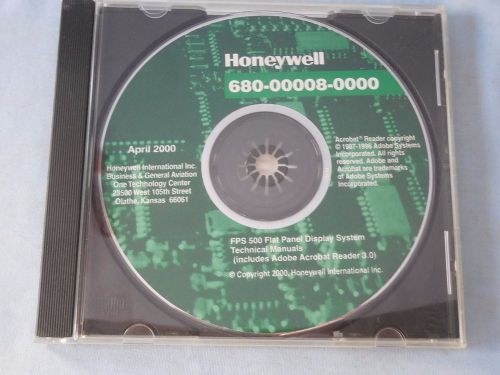 Honeywell
680-00008-0000
April 2000
Honeywell International Inc.
Business & General Aviation
One Technology Center
23500 West 105th Street
Olathe, Kansas 66061
Acrobat® Reader copyright
© 1987-1996 Adobe Systems
Incorporated. All rights
reserved. Adobe and
Acrobat are trademarks
of Adobe Systems
Incorporated.
FPS 500 Flat Panel Display System
Technical Manuals
(includes Adobe Acrobat Reader 3.0)
© Copyright 2000, Honeywell International Inc.